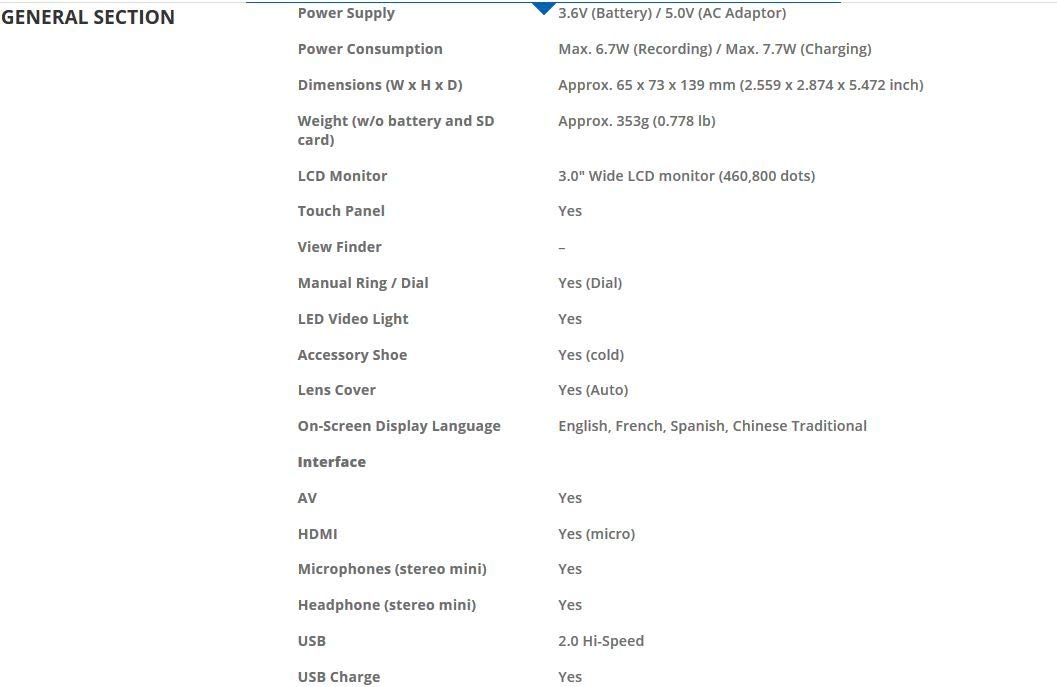 GENERAL SECTION
Power Supply 3.6V (Battery) / 5.0V (AC Adaptor)
Power Consumption Max. 6.7W (Recording) / Max. 7.7W (Charging)
Dimensions (W x H x D) Approx. 65 x 73 x 139 mm (2.559 x 2.874 x 5.472 inch)
Weight (w/o battery and SD Approx. 353g (0.778 lb)
card)
LCD Monitor 3.0" Wide LCD monitor (460,800 dots)
Touch Panel Yes
View Finder –
Manual Ring / Dial Yes (Dial)
LED Video Light Yes
Accessory Shoe Yes (cold)
Lens Cover Yes (Auto)
On-Screen Display Language English, French, Spanish, Chinese Traditional
Interface
AV Yes
HDMI Yes (micro)
Microphones (stereo mini) Yes
Headphone (stereo mini) Yes
USB 2.0 Hi-Speed
USB Charge Yes